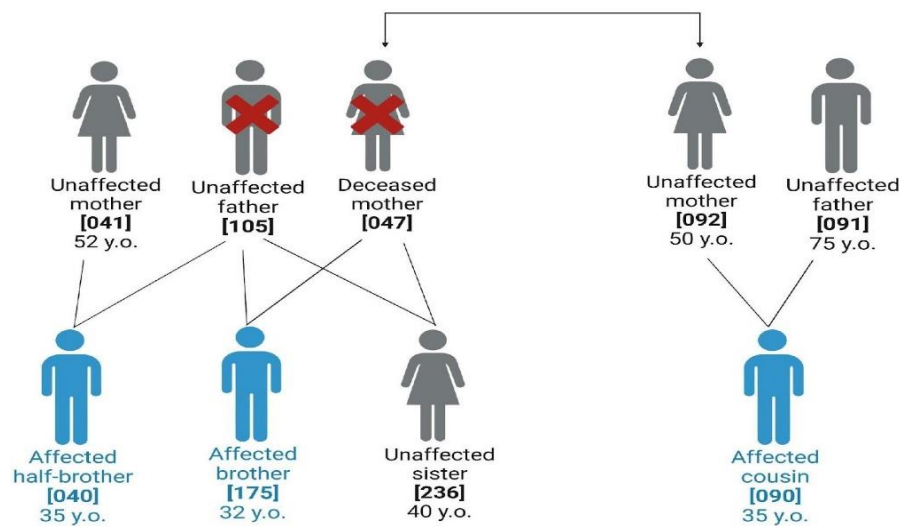 Unaffected
mother
[041]
52 y.o.
Unaffected
father
[105]
Deceased
mother
[047]
Unaffected
mother
[092]
50 y.o.
Unaffected
father
[091]
75 y.o.
Affected
half-brother
[040]
35 y.o.
Affected
brother
[175]
32 y.o.
Unaffected
sister
[236]
40 y.o.
Affected
cousin
[090]
35 y.o.